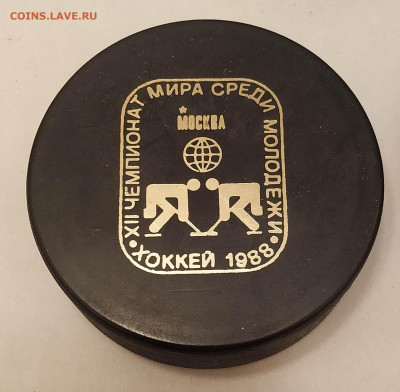 COINS.LAVE.RU
XII ЧЕМПИОНАТ МИРА СРЕДИ МОЛОДЕЖИ
МОСКВА
ХОККЕЙ 1988